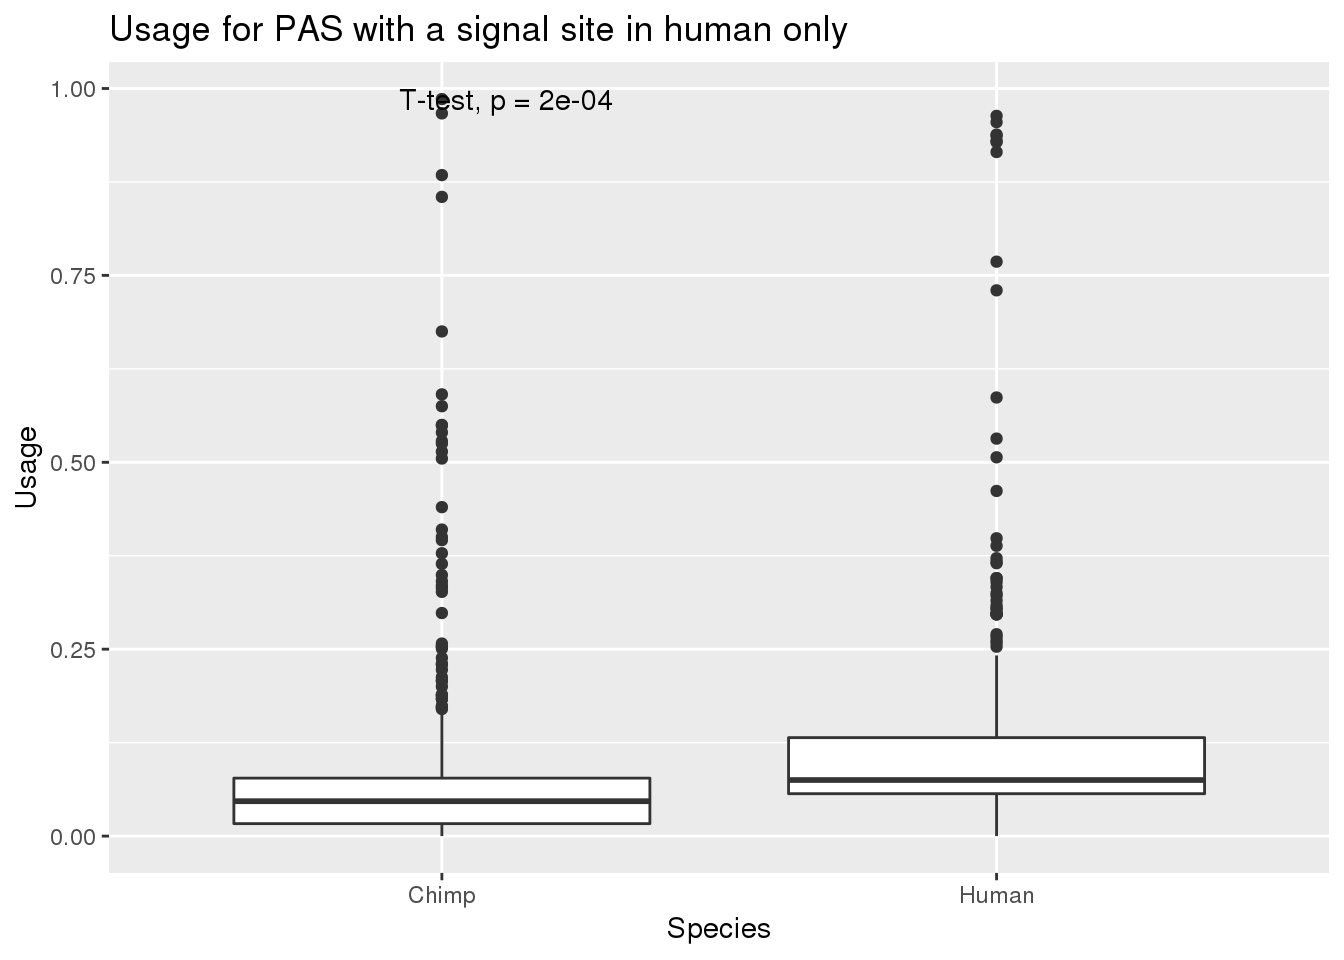 Usage for PAS with a signal site in human only
T-test, p = 2e-04
1.00
0.75
0.50
0.25
0.00
Usage
Chimp
Human
Species